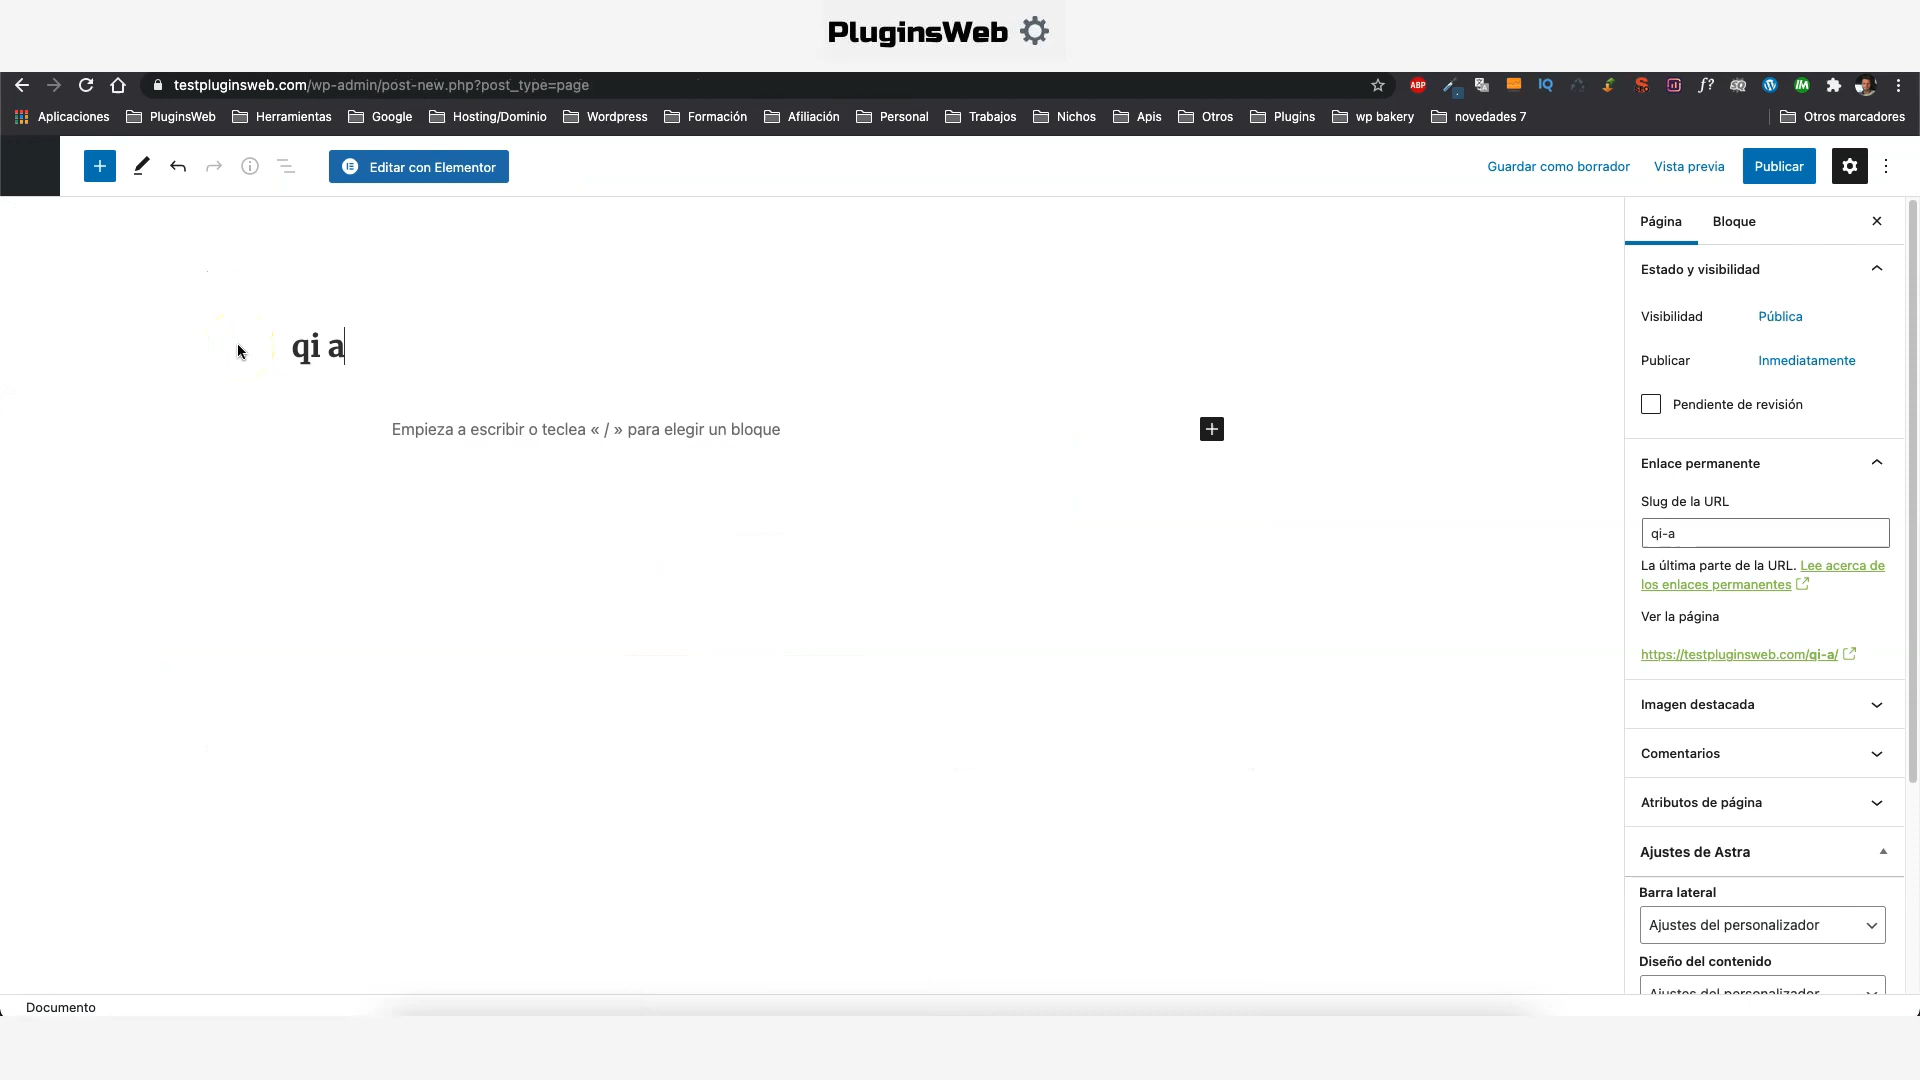 PluginsWeb
testpluginsweb.com/wp-admin/post-new.php?post_type=page
ABP
IQ
f?
Aplicaciones PluginsWeb Herramientas Google Hosting/Dominio Wordpress Formación Afiliación Personal Trabajos Nichos Apis Otros Plugins wp bakery novedades 7 Otros marcadores
Editar con Elementor Guardar como borrador Vista previa Publicar
Página Bloque
Estado y visibilidad
Visibilidad Pública
qi a
Publicar Inmediatamente
Pendiente de revisión
Empieza a escribir o teclea « / » para elegir un bloque
Enlace permanente
Slug de la URL
qi-a
La última parte de la URL. Lee acerca de
los enlaces permanentes
Ver la página
https://testpluginsweb.com/qi-a/
Imagen destacada
Comentarios
Atributos de página
Ajustes de Astra
Barra lateral
Ajustes del personalizador
Diseño del contenido
Ajustes del personalizador
Documento